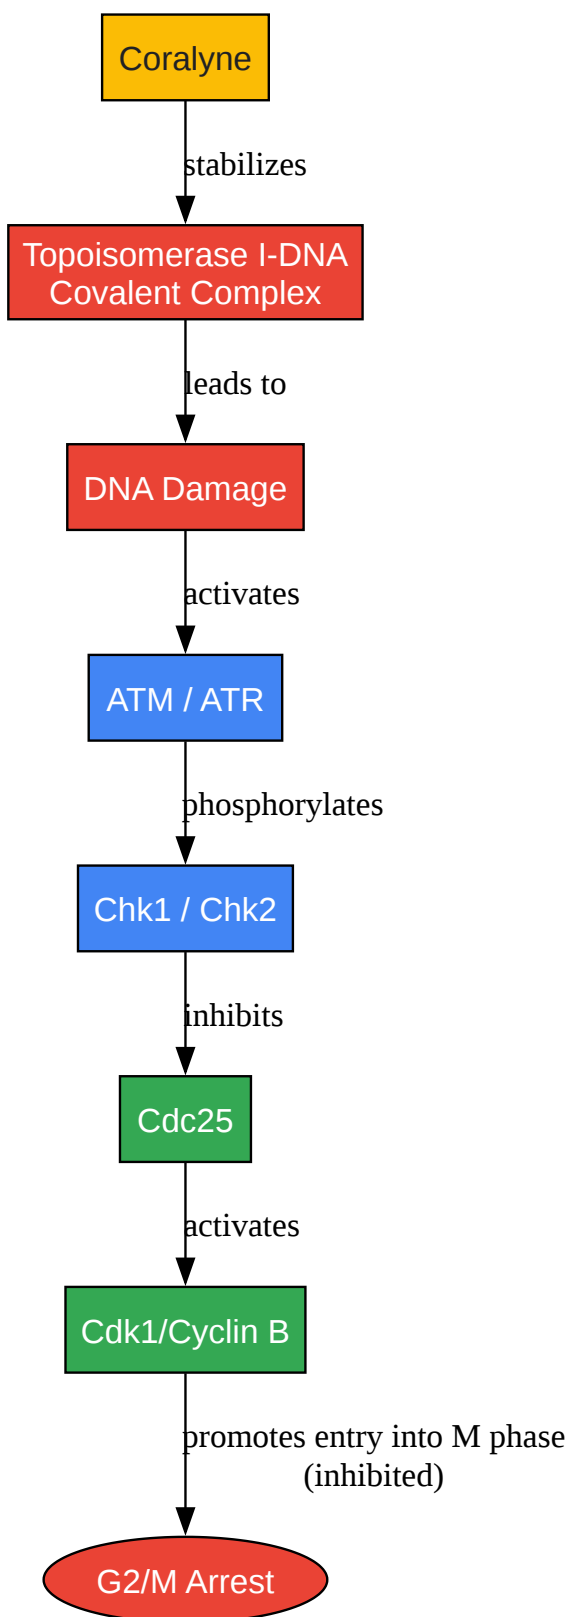 Coralyne
stabilizes
Topoisomerase I-DNA
Covalent Complex
leads to
DNA Damage
activates
ATM / ATR
phosphorylates
Chk1 / Chk2
inhibits
Cdc25
activates
Cdk1/Cyclin B
promotes entry into M phase
(inhibited)
G2/M Arrest